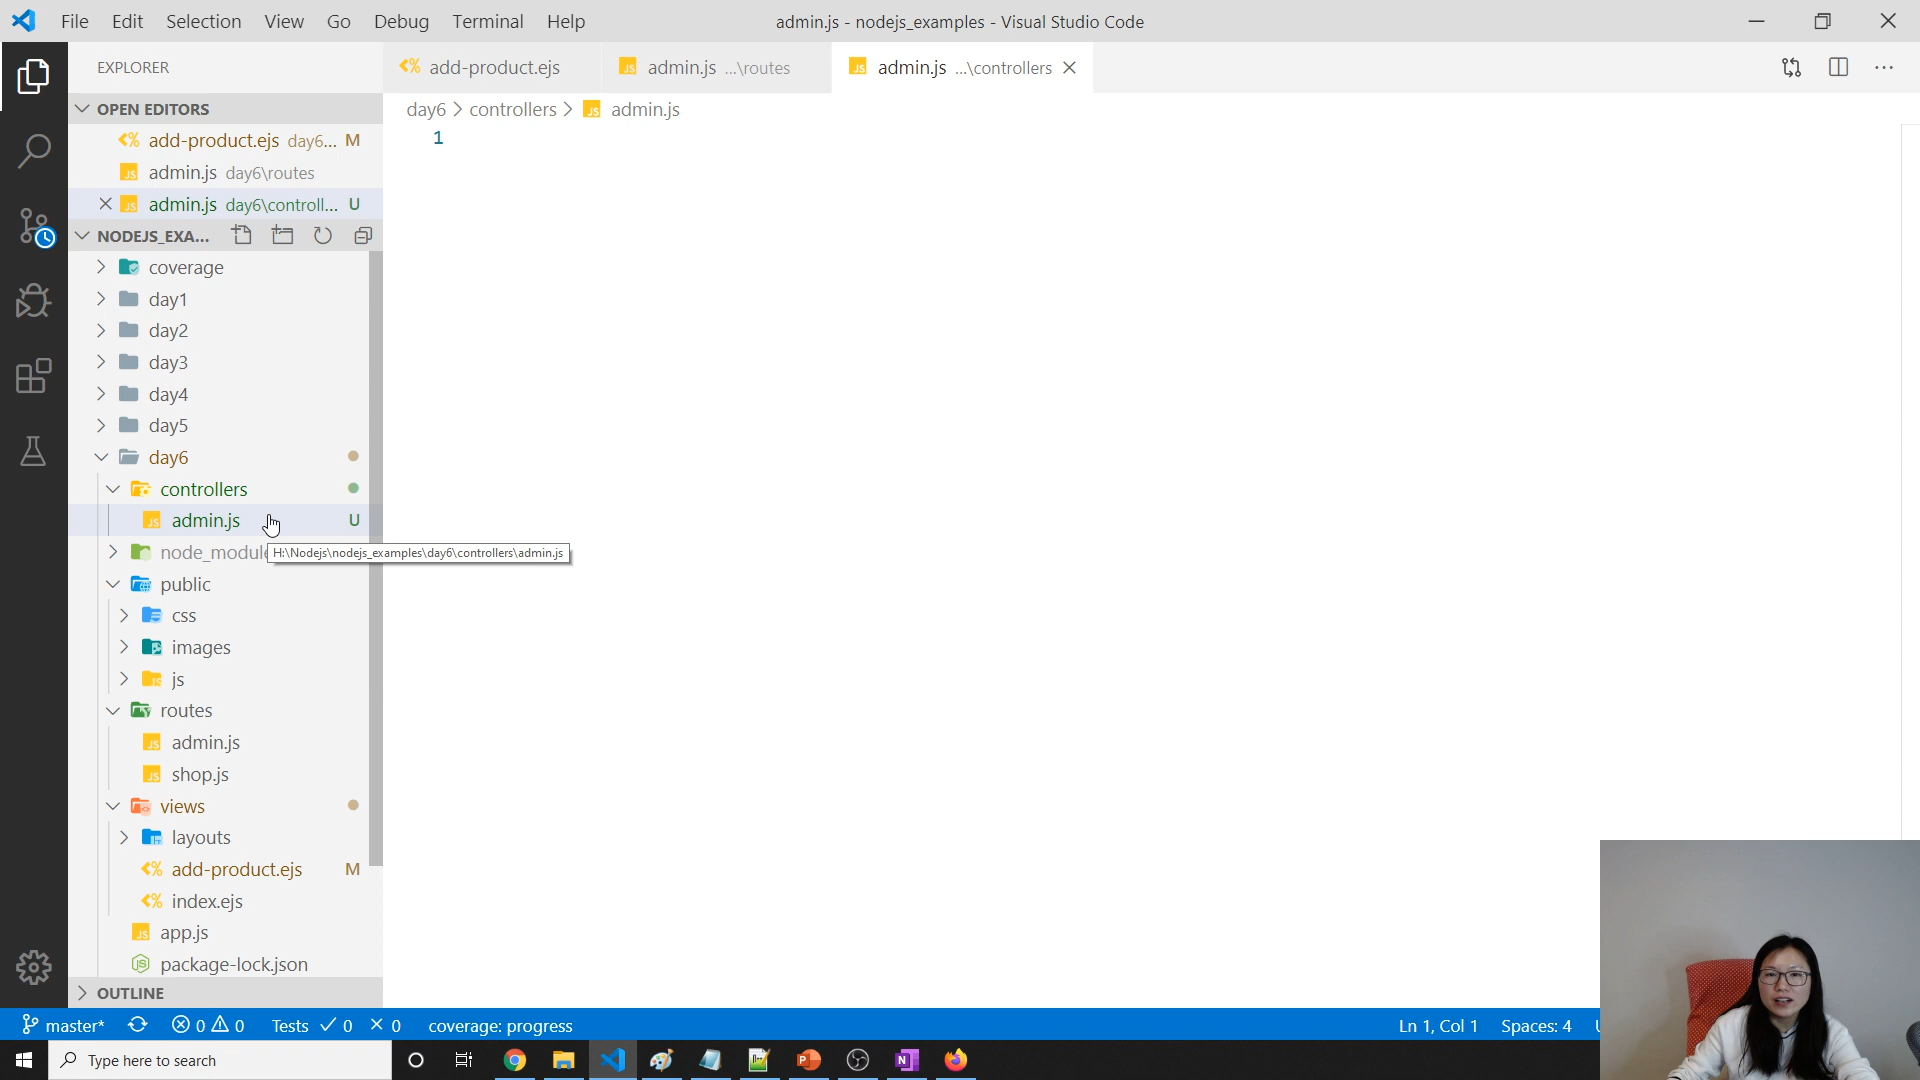 File Edit Selection View Go Debug Terminal Help
admin.js - nodejs_examples - Visual Studio Code
EXPLORER
add-product.ejs
admin.js ...\routes
admin.js ...\controllers
OPEN EDITORS
add-product.ejs day6... M
admin.js day6\routes
admin.js day6\controll... U
day6 > controllers > admin.js
1
NODEJS_EXA...
coverage
day1
day2
day3
day4
day5
day6
controllers
admin.js U
H:\Nodejs\nodejs_examples\day6\controllers\admin.js
public
css
images
js
routes
admin.js
shop.js
views
layouts
add-product.ejs M
index.ejs
app.js
package-lock.json
OUTLINE
master* 0 0 Tests 0 0 coverage: progress
Ln 1, Col 1 Spaces: 4
Type here to search